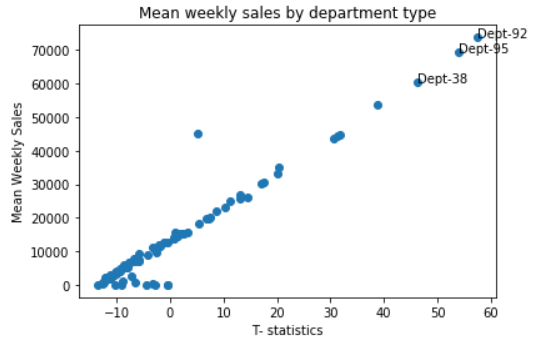 Mean weekly sales by department type
Dept-92
Dept-95
Dept-38
70000
60000
50000
40000
30000
20000
10000
0
Mean Weekly Sales
−10
0
10
20
30
40
50
60
T- statistics